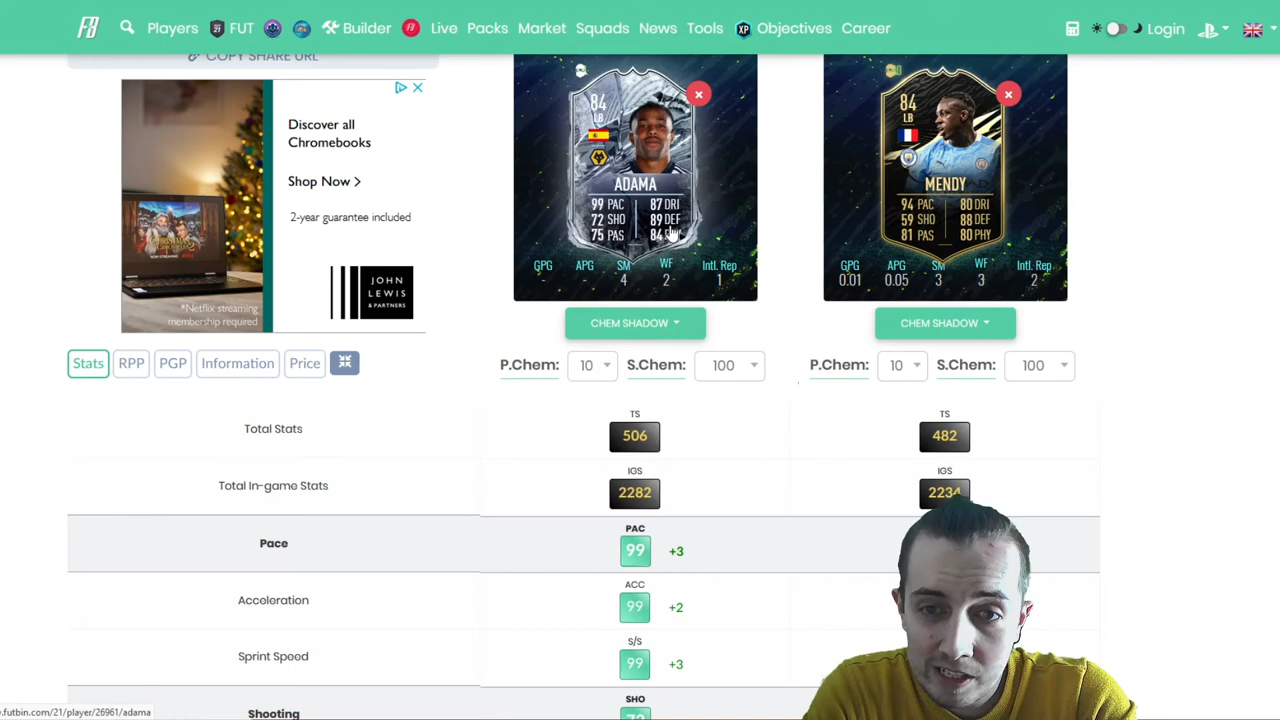 FB Players FUT Builder Live Packs Market Squads News Tools XP Objectives Career Login
COPY SHARE URL
Discover all
Chromebooks
Shop Now >
2-year guarantee included
JOHN
LEWIS
& PARTNERS
*Netflix streaming
membership required
84
LB
ADAMA
99 PAC 87 DRI
72 SHO 89 DEF
75 PAS 84
GPG APG SM WF Intl. Rep
- - 4 2 1
84
LB
MENDY
94 PAC 80 DRI
59 SHO 88 DEF
81 PAS 80 PHY
GPG APG SM WF Intl. Rep
0.01 0.05 3 3 2
CHEM SHADOW
CHEM SHADOW
Stats RPP PGP Information Price
P.Chem: 10 S.Chem: 100
P.Chem: 10 S.Chem: 100
Total Stats
TS
506
TS
482
Total In-game Stats
IGS
2282
IGS
2234
Pace
PAC
99 +3
Acceleration
ACC
99 +2
Sprint Speed
S/S
99 +3
Shooting
SHO
72
.futbin.com/21/player/26961/adama